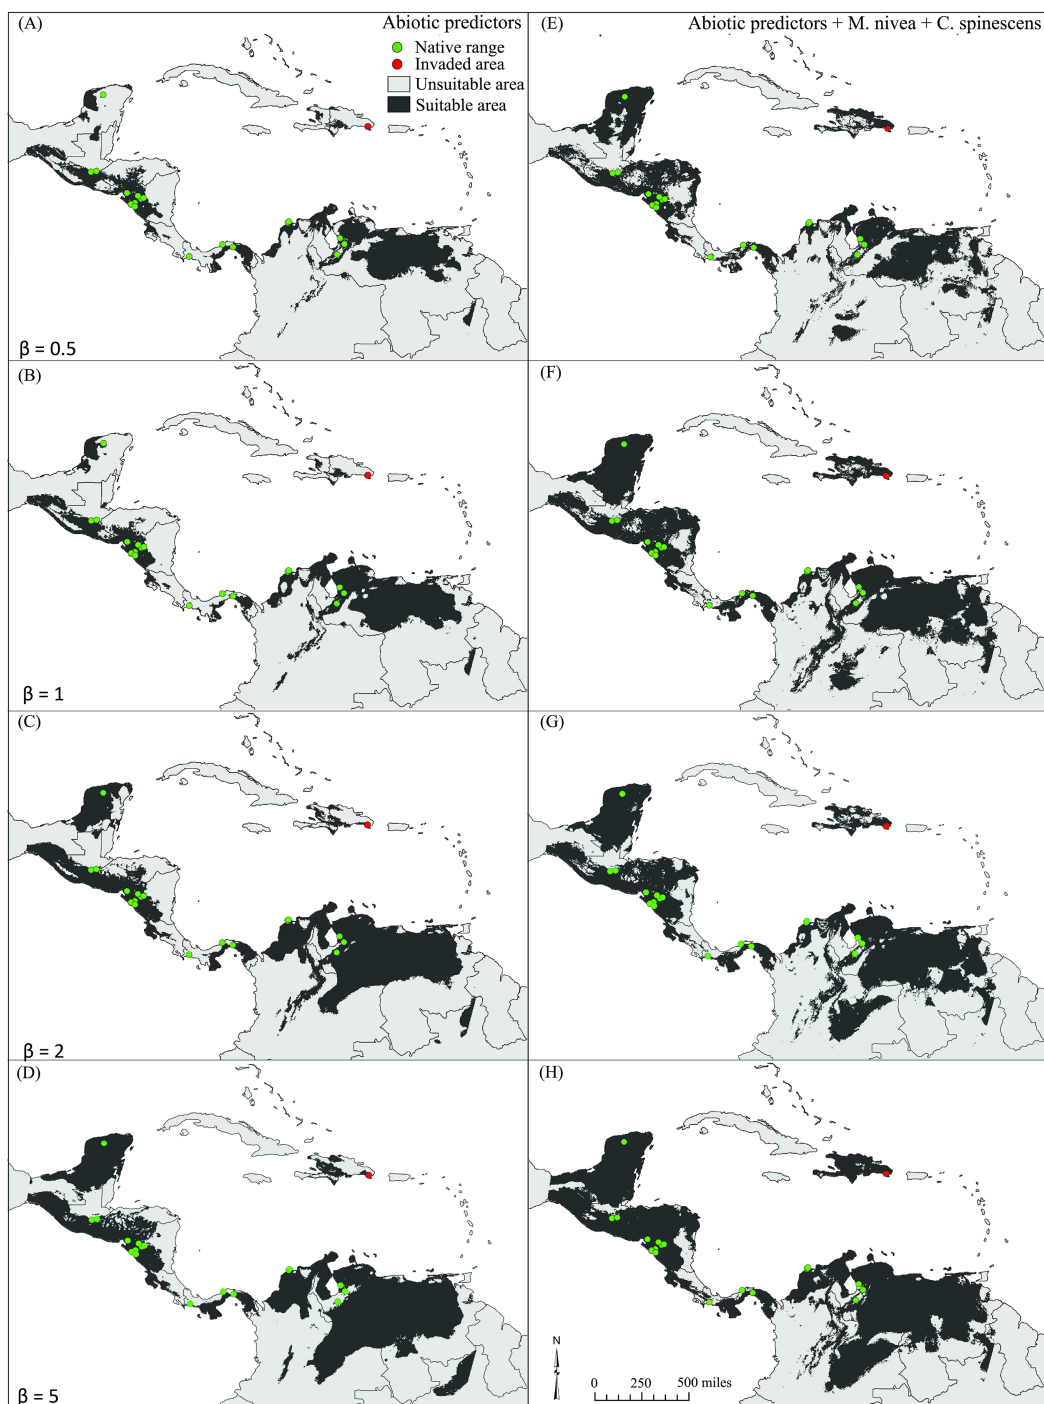 (A)
Abiotic predictors
Native range
Invaded area
Unsuitable area
Suitable area
β = 0.5
(E)
Abiotic predictors + M. nivea + C. spinescens
(B)
β = 1
(F)
(C)
β = 2
(G)
(D)
β = 5
(H)
N
0 250 500 miles